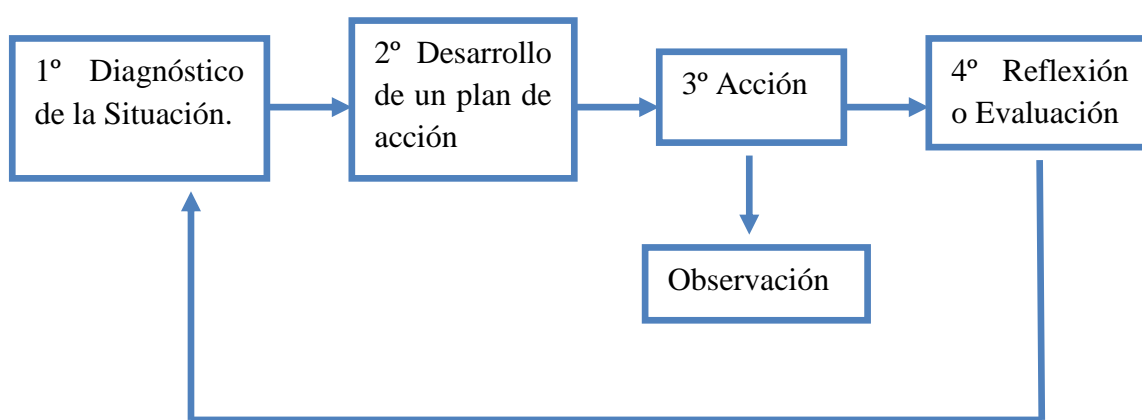 1º Diagnóstico
de la Situación.
2º Desarrollo
de un plan de
acción
3º Acción
4º Reflexión
o Evaluación
Observación